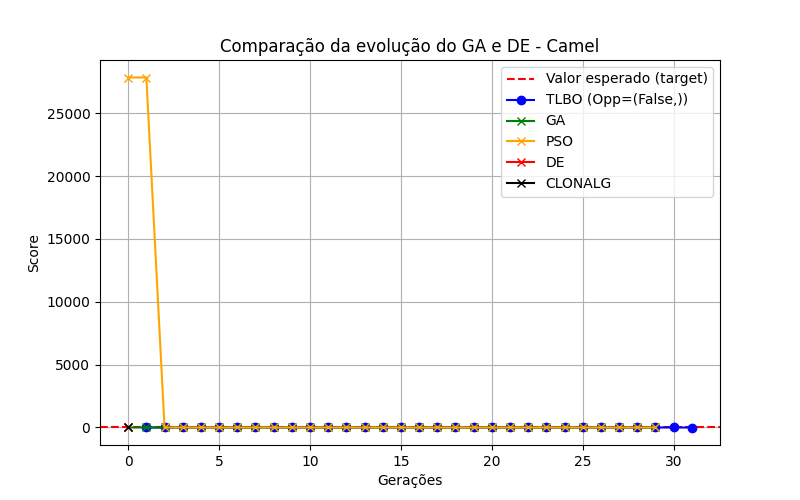 Comparação da evolução do GA e DE - Camel
Valor esperado (target)
TLBO (Opp=(False,))
GA
PSO
DE
CLONALG
Score
25000
20000
15000
10000
5000
0
0 5 10 15 20 25 30
Gerações